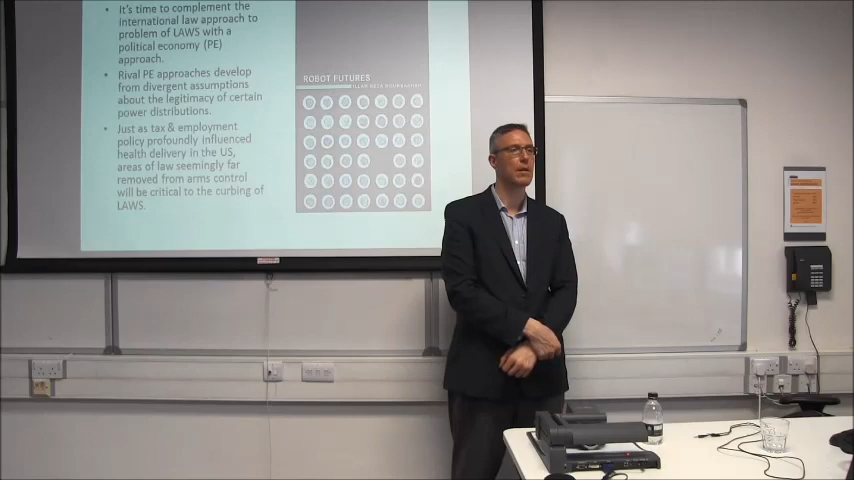 • It's time to complement the
international law approach to
problem of LAWS with a
political economy (PE)
approach.
• Rival PE approaches develop
from divergent assumptions
about the legitimacy of certain
power distributions.
• Just as tax & employment
policy profoundly influenced
health delivery in the US,
areas of law seemingly far
removed from arms control
will be critical to the curbing of
LAWS.
ROBOT FUTURES
ILLAH REZA NOURBAKHSH